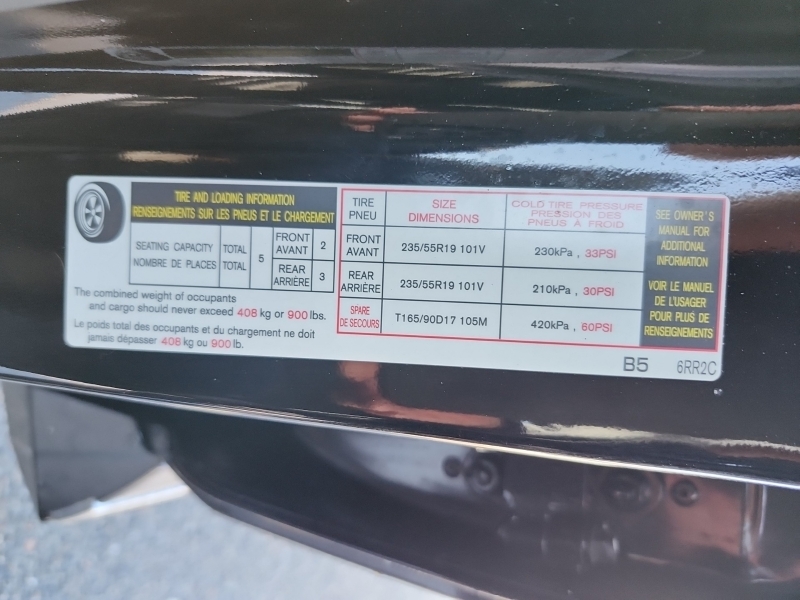 TIRE AND LOADING INFORMATION
RENSEIGNEMENTS SUR LES PNEUS ET LE CHARGEMENT
SEATING CAPACITY TOTAL 5 FRONT AVANT 2
NOMBRE DE PLACES TOTAL REAR ARRIÈRE 3
The combined weight of occupants
and cargo should never exceed 408 kg or 900 lbs.
Le poids total des occupants et du chargement ne doit
jamais dépasser 408 kg ou 900 lb.
TIRE PNEU SIZE DIMENSIONS COLD TIRE PRESSURE PRESSION DES PNEUS À FROID
FRONT AVANT 235/55R19 101V 230kPa , 33PSI
REAR ARRIÈRE 235/55R19 101V 210kPa , 30PSI
SPARE DE SECOURS T165/90D17 105M 420kPa , 60PSI
SEE OWNER'S
MANUAL FOR
ADDITIONAL
INFORMATION
VOIR LE MANUEL
DE L'USAGER
POUR PLUS DE
RENSEIGNEMENTS
B5 6RR2C